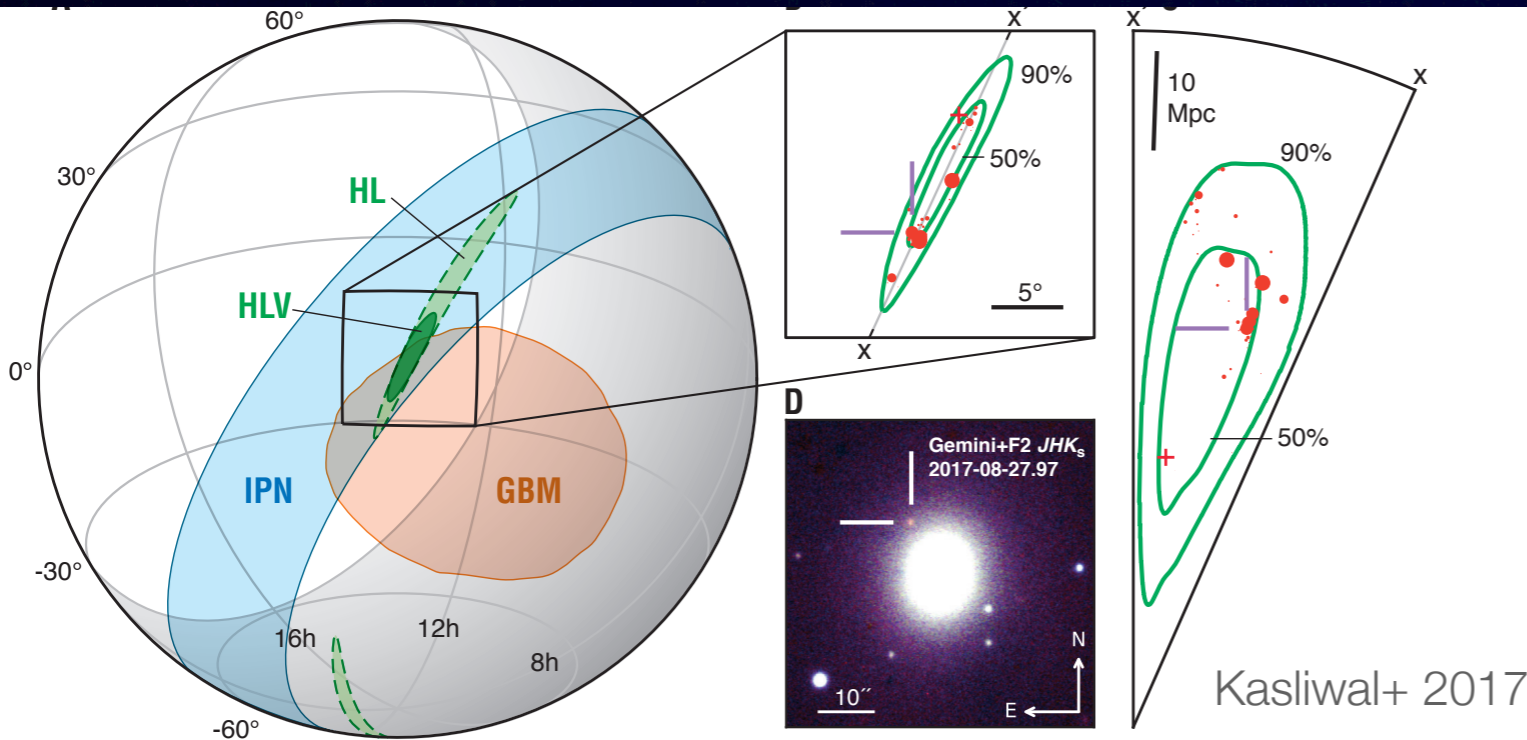 60°
30°
0°
-30°
-60°
HL
HLV
IPN
GBM
16h
12h
8h
x
90%
50%
5°
x
D
Gemini+F2 JHKs
2017-08-27.97
10″
N
E
x
x
10
Mpc
90%
50%
Kasliwal+ 2017